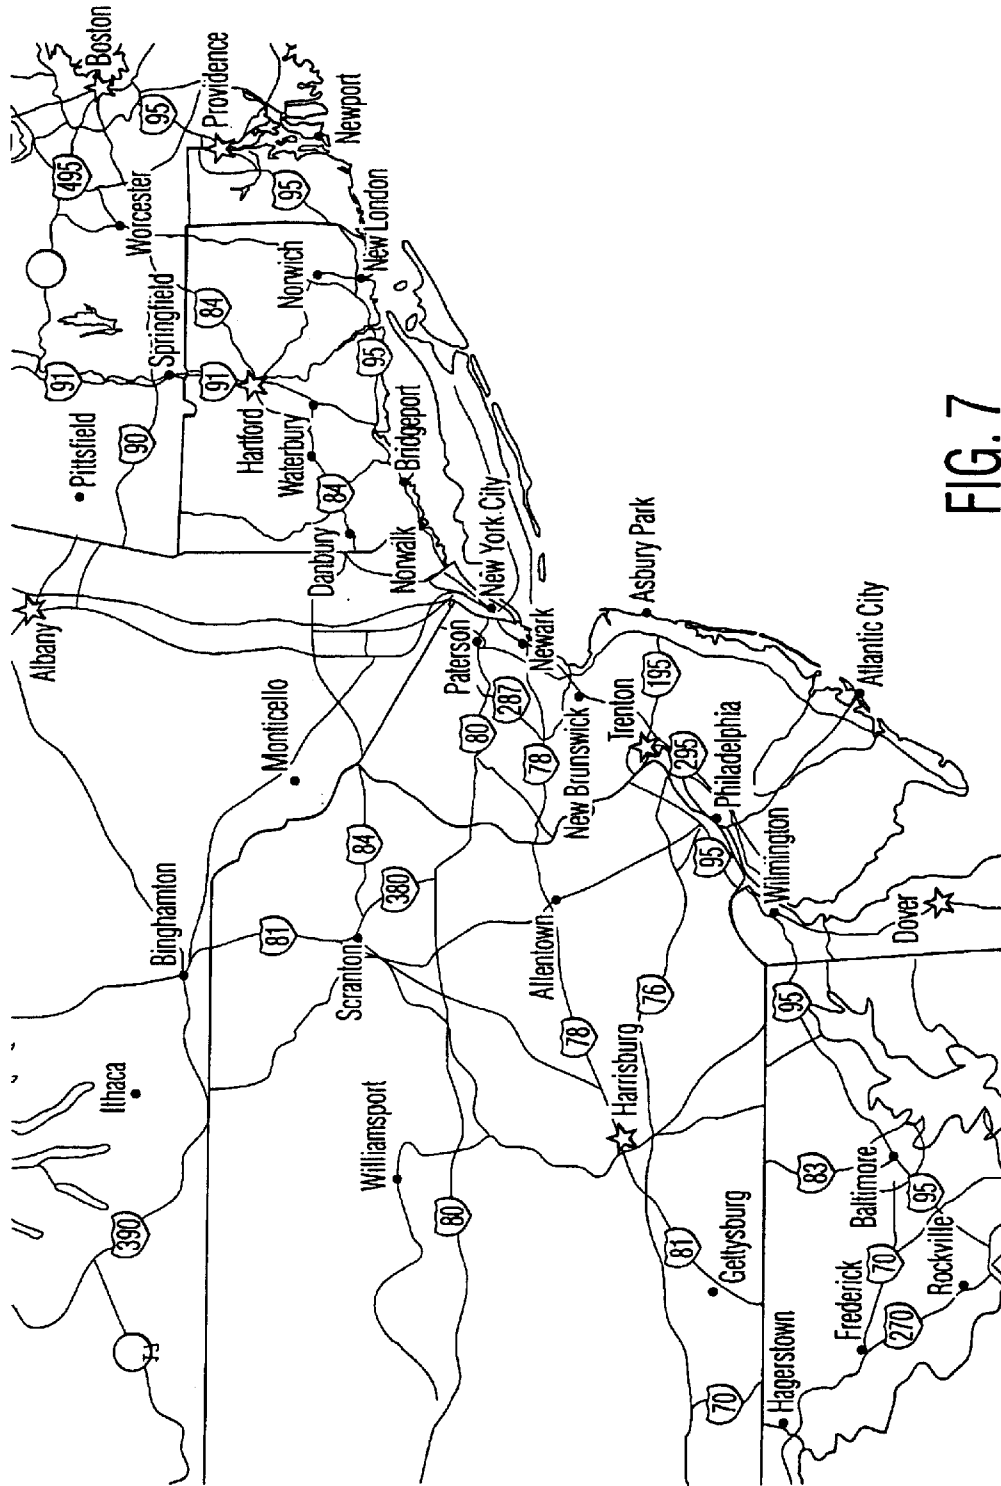 Boston
495
95
Providence
Worcester
Newport
95
Springfield
84
Norwich
New London
91
91
Pittsfield
90
Hartford
Waterbury
95
Bridgeport
84
Danbury
Norwalk
New York City
Albany
Paterson
Newark
Asbury Park
Monticello
80
287
78
New Brunswick
Trenton
195
295
Philadelphia
Atlantic City
Binghamton
81
84
380
Scranton
Allentown
95
Wilmington
Dover
Ithaca
78
76
95
Williamsport
Harrisburg
390
80
81
83
Baltimore
95
Gettysburg
70
Frederick
Rockville
270
70
Hagerstown
FIG. 7